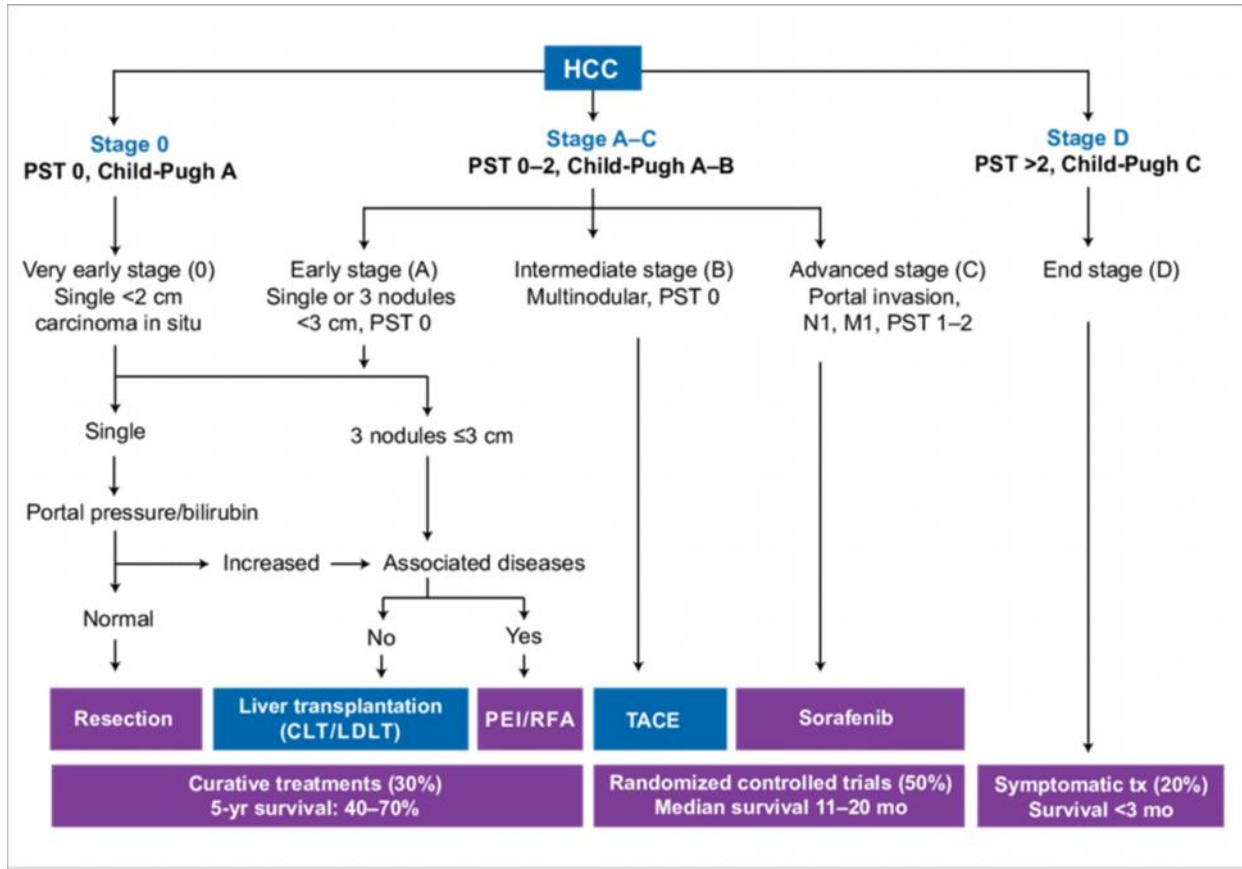 HCC
Stage 0
PST 0, Child-Pugh A
Stage A–C
PST 0–2, Child-Pugh A–B
Stage D
PST >2, Child-Pugh C
Very early stage (0)
Single <2 cm
carcinoma in situ
Early stage (A)
Single or 3 nodules
<3 cm, PST 0
Intermediate stage (B)
Multinodular, PST 0
Advanced stage (C)
Portal invasion,
N1, M1, PST 1–2
End stage (D)
Single
3 nodules ≤3 cm
Portal pressure/bilirubin
Increased
Associated diseases
Normal
No
Yes
Resection
Liver transplantation
(CLT/LDLT)
PEI/RFA
TACE
Sorafenib
Curative treatments (30%)
5-yr survival: 40–70%
Randomized controlled trials (50%)
Median survival 11–20 mo
Symptomatic tx (20%)
Survival <3 mo